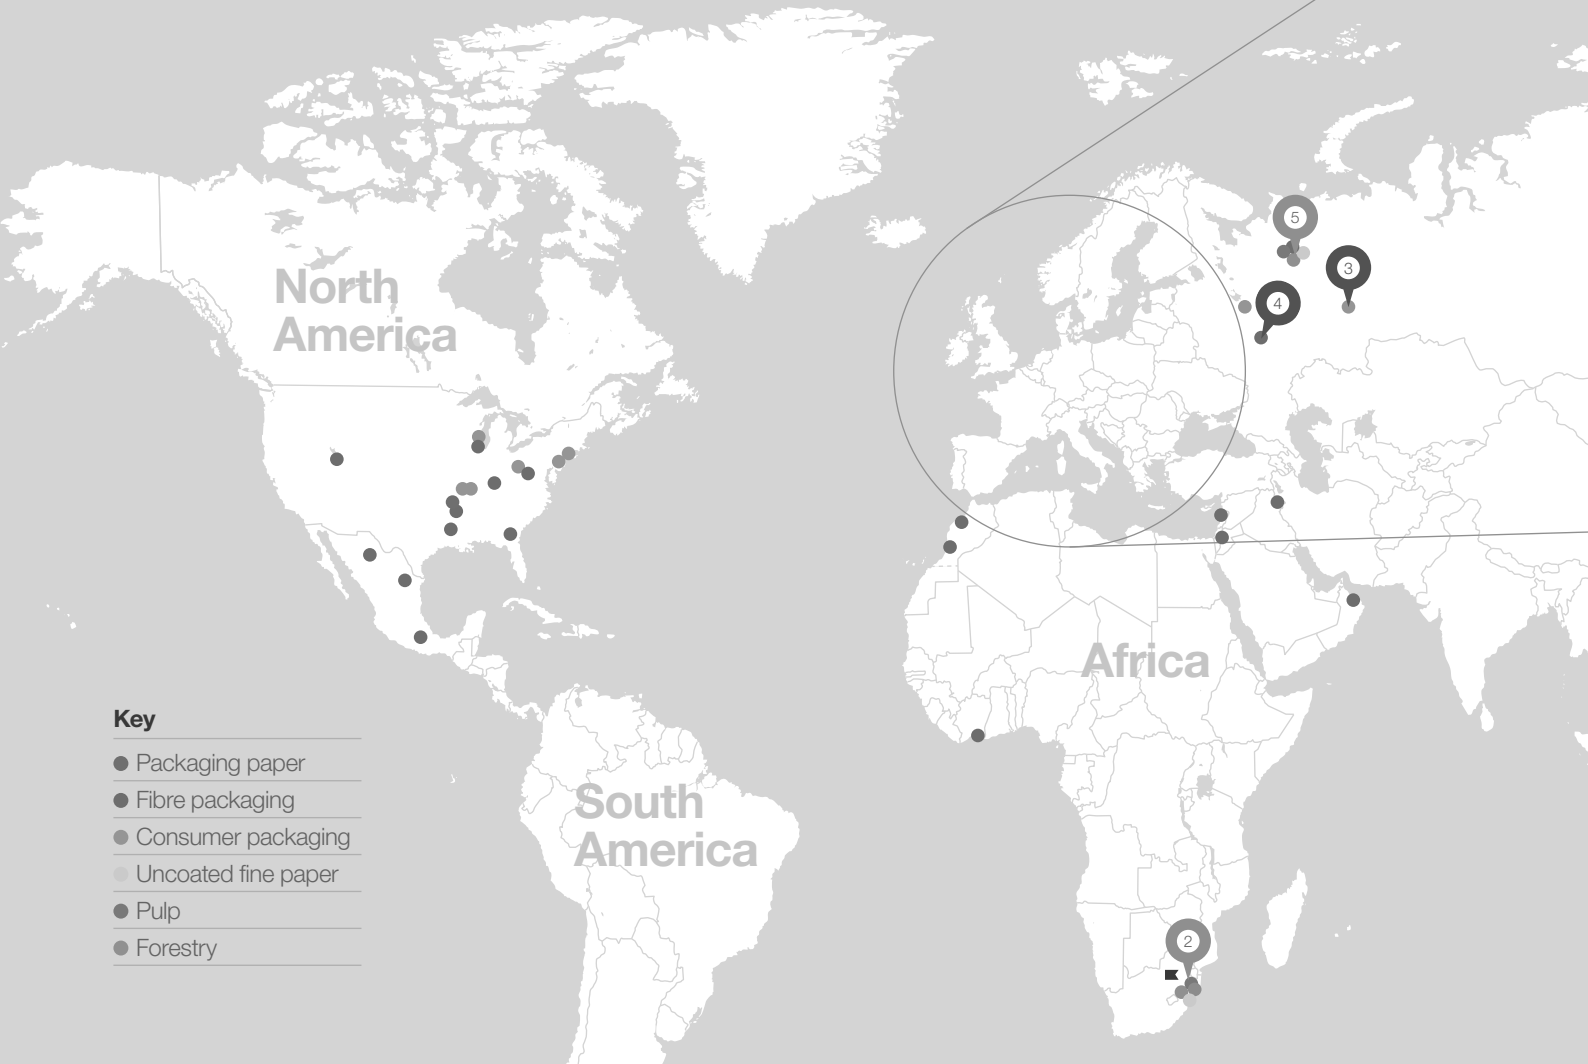 5
3
4
North
America
Africa
Key
Packaging paper
Fibre packaging
Consumer packaging
Uncoated fine paper
Pulp
Forestry
South
America
2